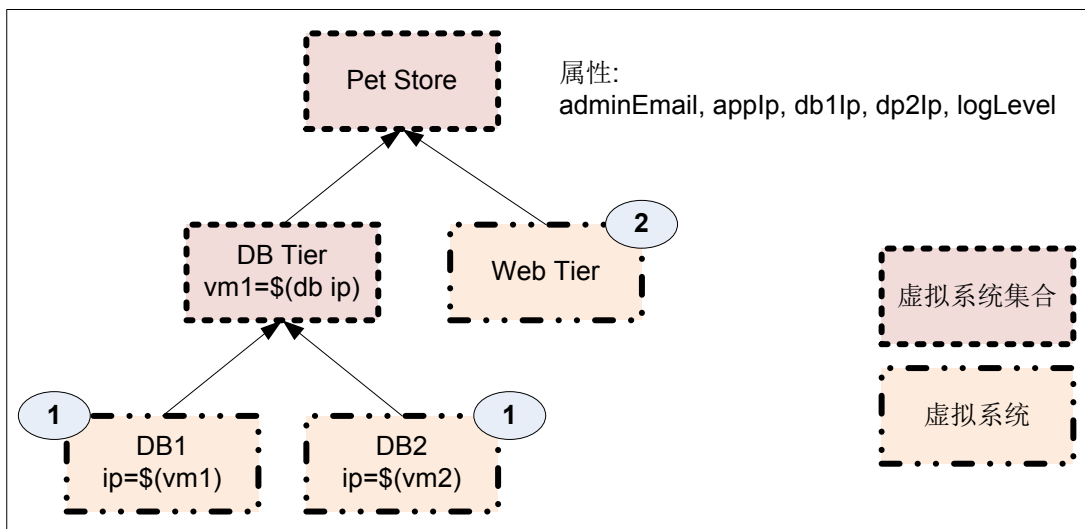 Pet Store
属性:
adminEmail, appIp, db1Ip, dp2Ip, logLevel
DB Tier
vm1=$(db ip)
2
Web Tier
虚拟系统集合
虚拟系统
1
DB1
ip=$(vm1)
1
DB2
ip=$(vm2)